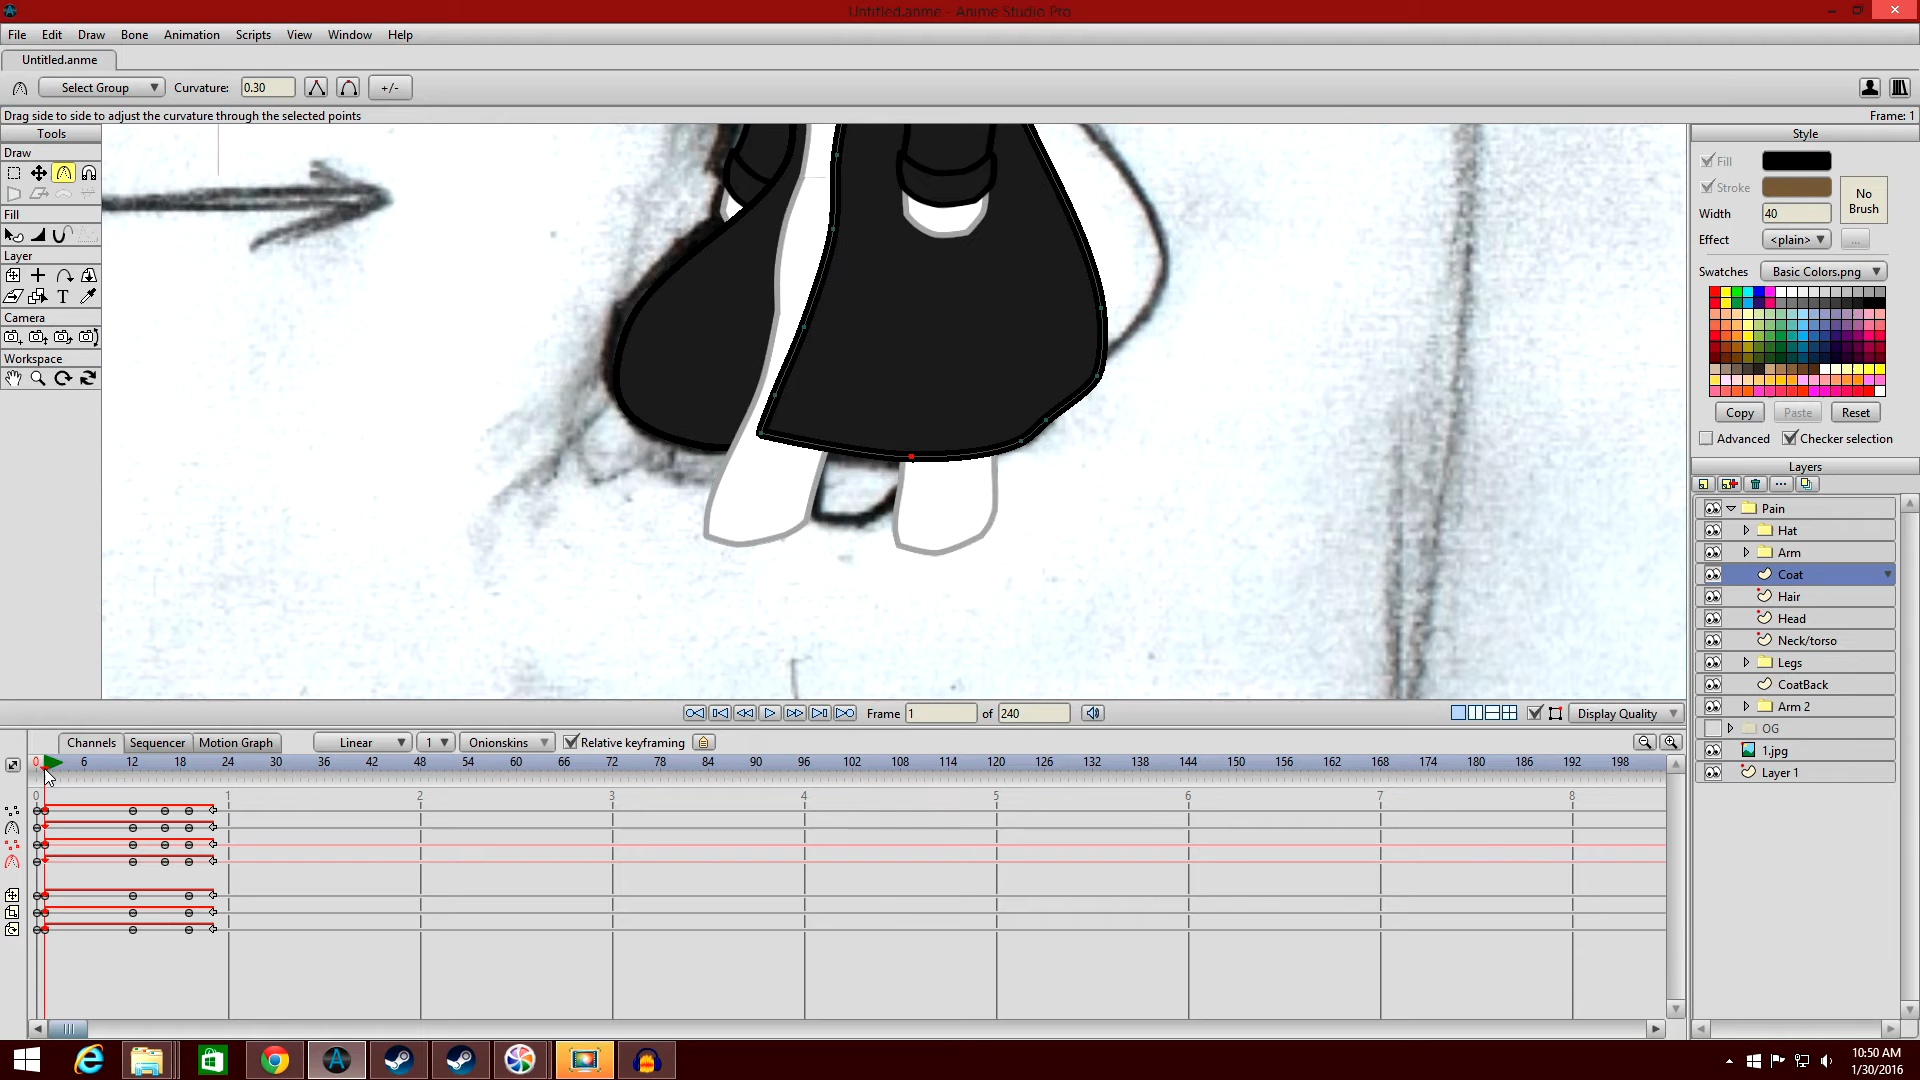 Untitled.anme - Anime Studio Pro
File Edit Draw Bone Animation Scripts View Window Help
Untitled.anme
Select Group Curvature: 0.30 +/-
Drag side to side to adjust the curvature through the selected points Frame: 1
Tools Style
Draw
Fill
Layer
Camera
Workspace
Fill
Stroke
No
Brush
Width 40
Effect <plain> ...
Swatches Basic Colors.png
Copy Paste Reset
Advanced Checker selection
Layers
Pain
Hat
Arm
Coat
Hair
Head
Neck/torso
Legs
CoatBack
Arm 2
OG
1.jpg
Layer 1
Frame 1 of 240 Display Quality
Channels Sequencer Motion Graph Linear 1 Onionskins Relative keyframing
0 6 12 18 24 30 36 42 48 54 60 66 72 78 84 90 96 102 108 114 120 126 132 138 144 150 156 162 168 174 180 186 192 198
0 1 2 3 4 5 6 7 8
10:50 AM
1/30/2016